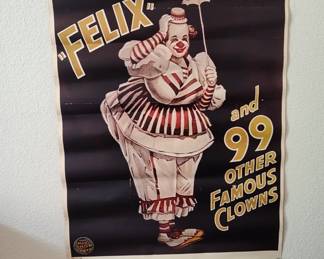 "FELIX"
and
99
OTHER
FAMOUS
CLOWNS